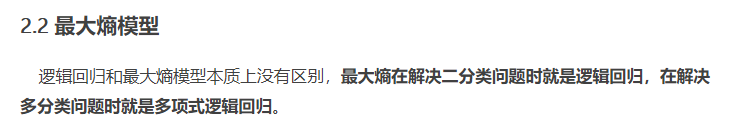 2.2 最大熵模型
逻辑回归和最大熵模型本质上没有区别，最大熵在解决二分类问题时就是逻辑回归，在解决
多分类问题时就是多项式逻辑回归。